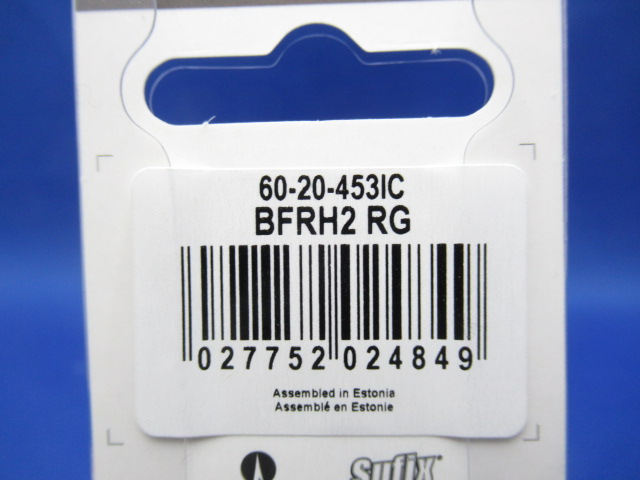 60-20-453IC
BFRH2 RG
027752 024849
Assembled in Estonia
Assemblé en Estonie
sufix